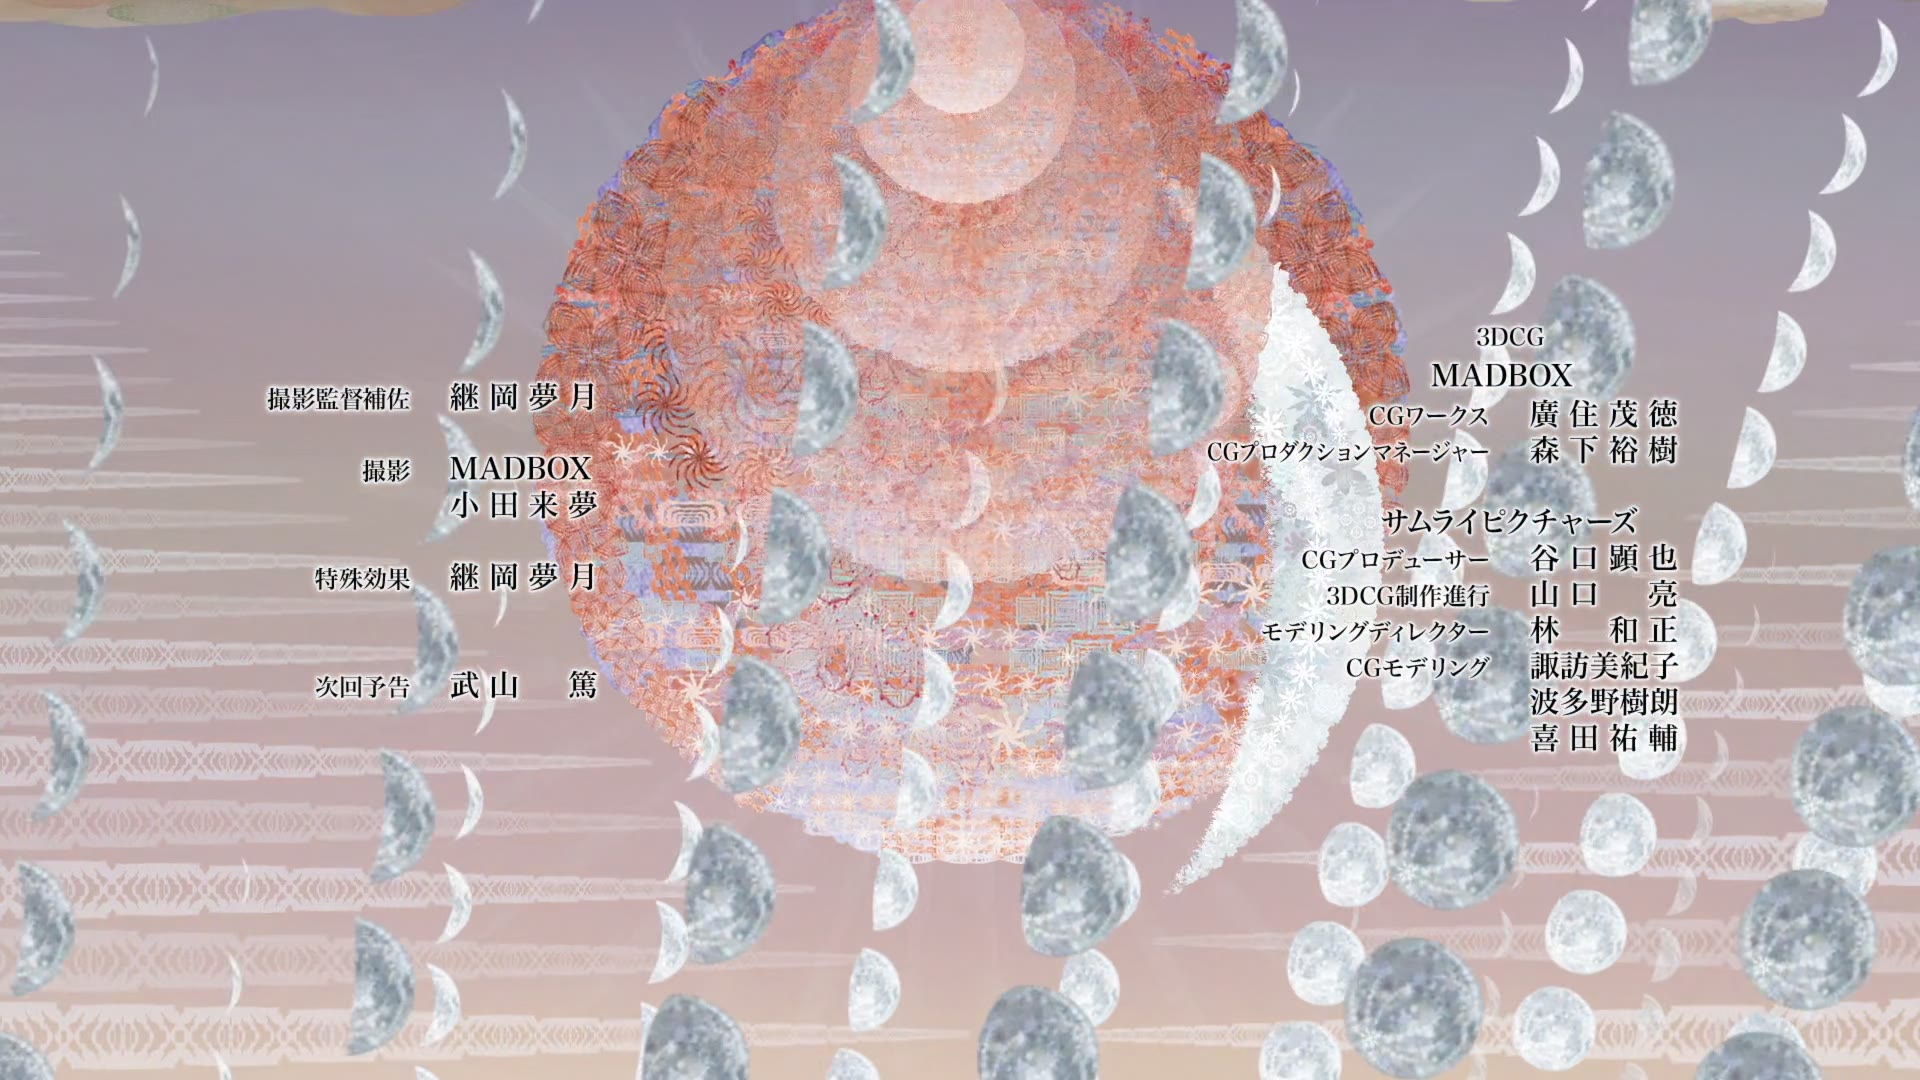 撮影監督補佐 継岡夢月
撮影 MADBOX
小田来夢
特殊効果 継岡夢月
次回予告 武山 篤
3DCG
MADBOX
CGワークス 廣住茂徳
CGプロダクションマネージャー 森下裕樹
サムライピクチャーズ
CGプロデューサー 谷口顕也
3DCG制作進行 山口 亮
モデリングディレクター 林 和正
CGモデリング 諏訪美紀子
波多野樹朗
喜田祐輔